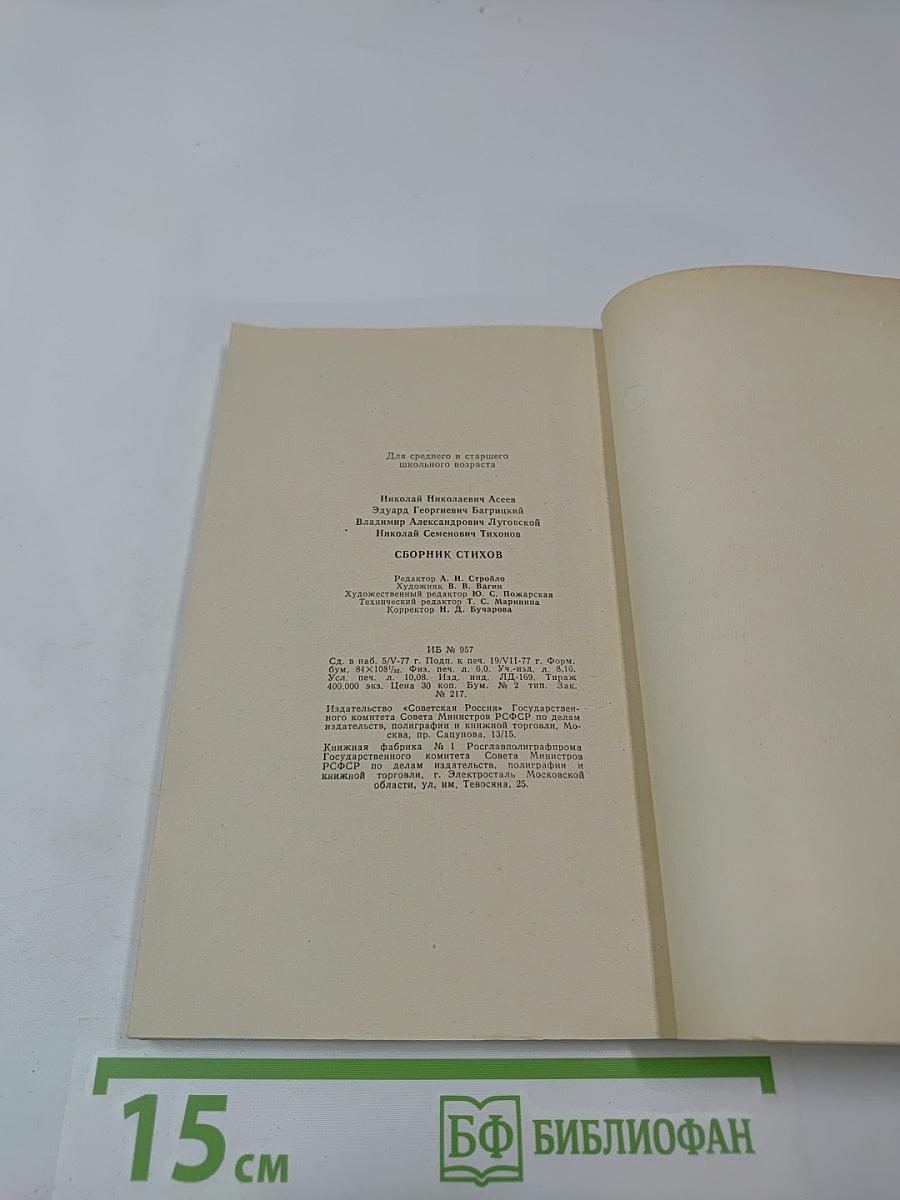 Для среднего и старшего
школьного возраста
Николай Николаевич Асеев
Эдуард Георгиевич Багрицкий
Владимир Александрович Луговской
Николай Семенович Тихонов
СБОРНИК СТИХОВ
Редактор А. И. Стройло
Художник В. В. Вагин
Художественный редактор Ю. С. Пожарская
Технический редактор Т. С. Маринина
Корректор Н. Д. Бучарова
ИБ № 957
Сд. в наб. 5/V-77 г. Подп. к печ. 19/VII-77 г. Форм.
бум. 84×108¹/₃₂. Физ. печ. л. 6,0. Уч.-изд. л. 8,16.
Усл. печ. л. 10,08. Изд. инд. ЛД-169. Тираж
400.000 экз. Цена 30 коп. Бум. № 2 тип. Зак.
№ 217.
Издательство «Советская Россия» Государствен-
ного комитета Совета Министров РСФСР по делам
издательств, полиграфии и книжной торговли, Мо-
сква, пр. Сапунова, 13/15.
Книжная фабрика № 1 Росглавполиграфпрома
Государственного комитета Совета Министров
РСФСР по делам издательств, полиграфии и
книжной торговли, г. Электросталь Московской
области, ул. им. Тевосяна, 25.
15 см
БФ БИБЛИОФАН